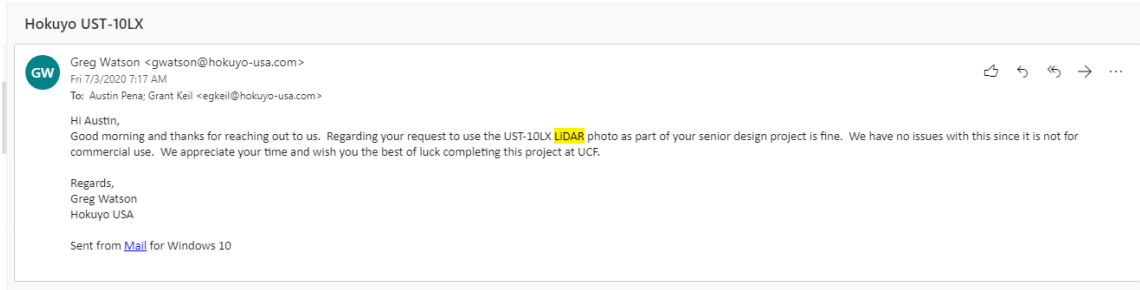 Hokuyo UST-10LX
GW
Greg Watson <gwatson@hokuyo-usa.com>
Fri 7/3/2020 7:17 AM
To: Austin Pena; Grant Keil <egkeil@hokuyo-usa.com>
Hi Austin,
Good morning and thanks for reaching out to us.  Regarding your request to use the UST-10LX LiDAR photo as part of your senior design project is fine.  We have no issues with this since it is not for
commercial use.  We appreciate your time and wish you the best of luck completing this project at UCF.
Regards,
Greg Watson
Hokuyo USA
Sent from Mail for Windows 10